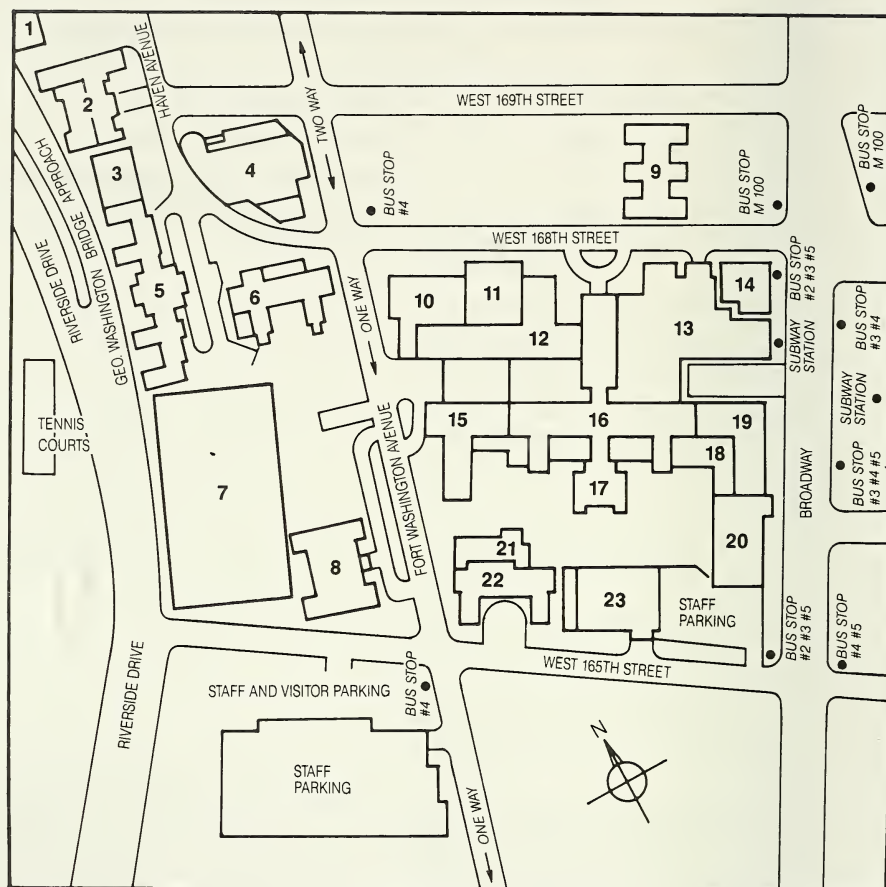 1
HAVEN AVENUE
2
WEST 169TH STREET
TWO WAY
3
4
9
BUS STOP
#4
BUS STOP
M 100
BUS STOP
M 100
RIVERSIDE DRIVE
GEO. WASHINGTON BRIDGE APPROACH
WEST 168TH STREET
5
6
ONE WAY
10
11
12
13
14
BUS STOP
#2 #3 #5
SUBWAY
STATION
BUS STOP
#3 #4
SUBWAY
STATION
BUS STOP
#3 #4 #5
TENNIS
COURTS
7
FORT WASHINGTON AVENUE
15
16
17
18
19
BROADWAY
20
8
21
22
23
STAFF
PARKING
BUS STOP
#2 #3 #5
BUS STOP
#4 #5
WEST 165TH STREET
RIVERSIDE DRIVE
STAFF AND VISITOR PARKING
BUS STOP
#4
STAFF
PARKING
N
ONE WAY